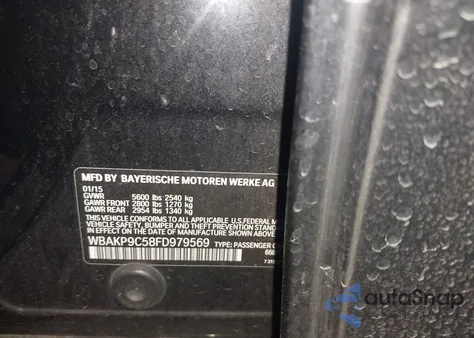 MFD BY BAYERISCHE MOTOREN WERKE AG
01/15
GVWR 5600 lbs 2540 kg
GAWR FRONT 2800 lbs 1270 kg
GAWR REAR 2954 lbs 1340 kg
THIS VEHICLE CONFORMS TO ALL APPLICABLE U.S.FEDERAL M
VEHICLE SAFETY, BUMPER AND THEFT PREVENTION STAND
IN EFFECT ON THE DATE OF MANUFACTURE SHOWN ABOVE
WBAKP9C58FD979569 TYPE: PASSENGER C
autoSnap